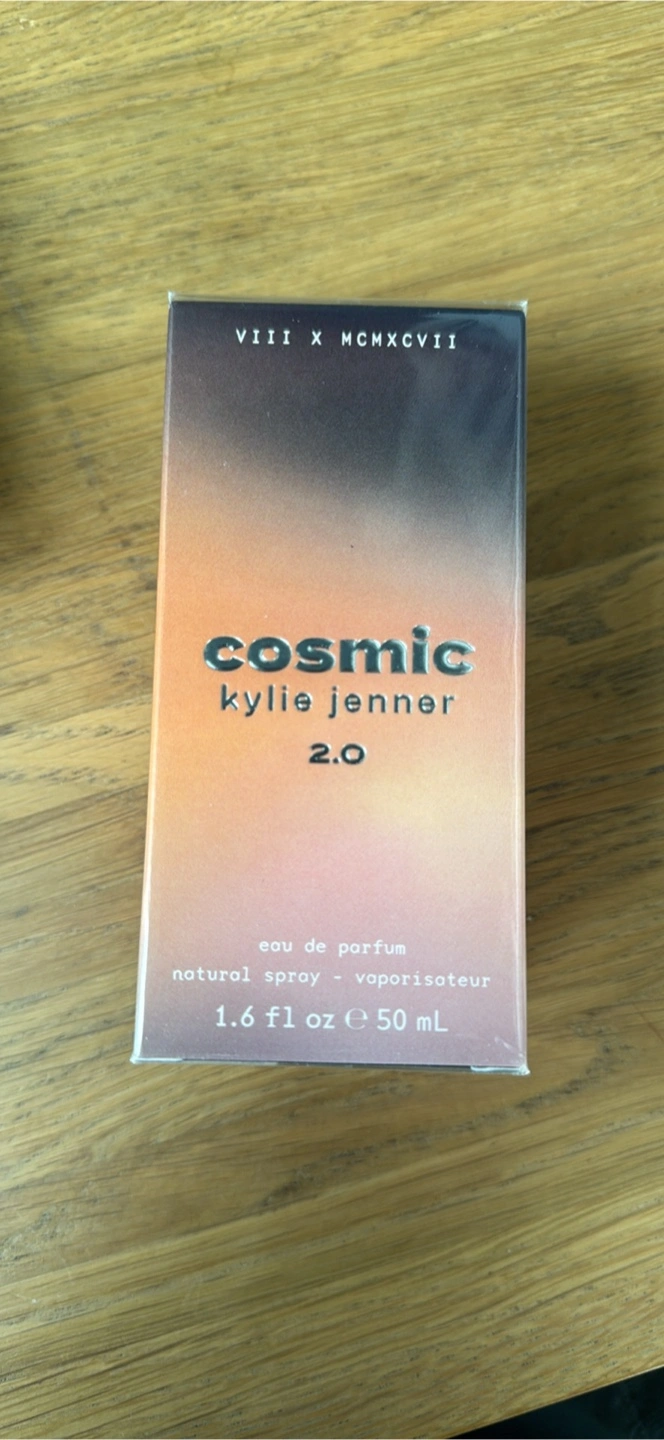 VIII X MCMXCVII
cosmic
kylie jenner
2.0
eau de parfum
natural spray - vaporisateur
1.6 fl oz ℮ 50 mL